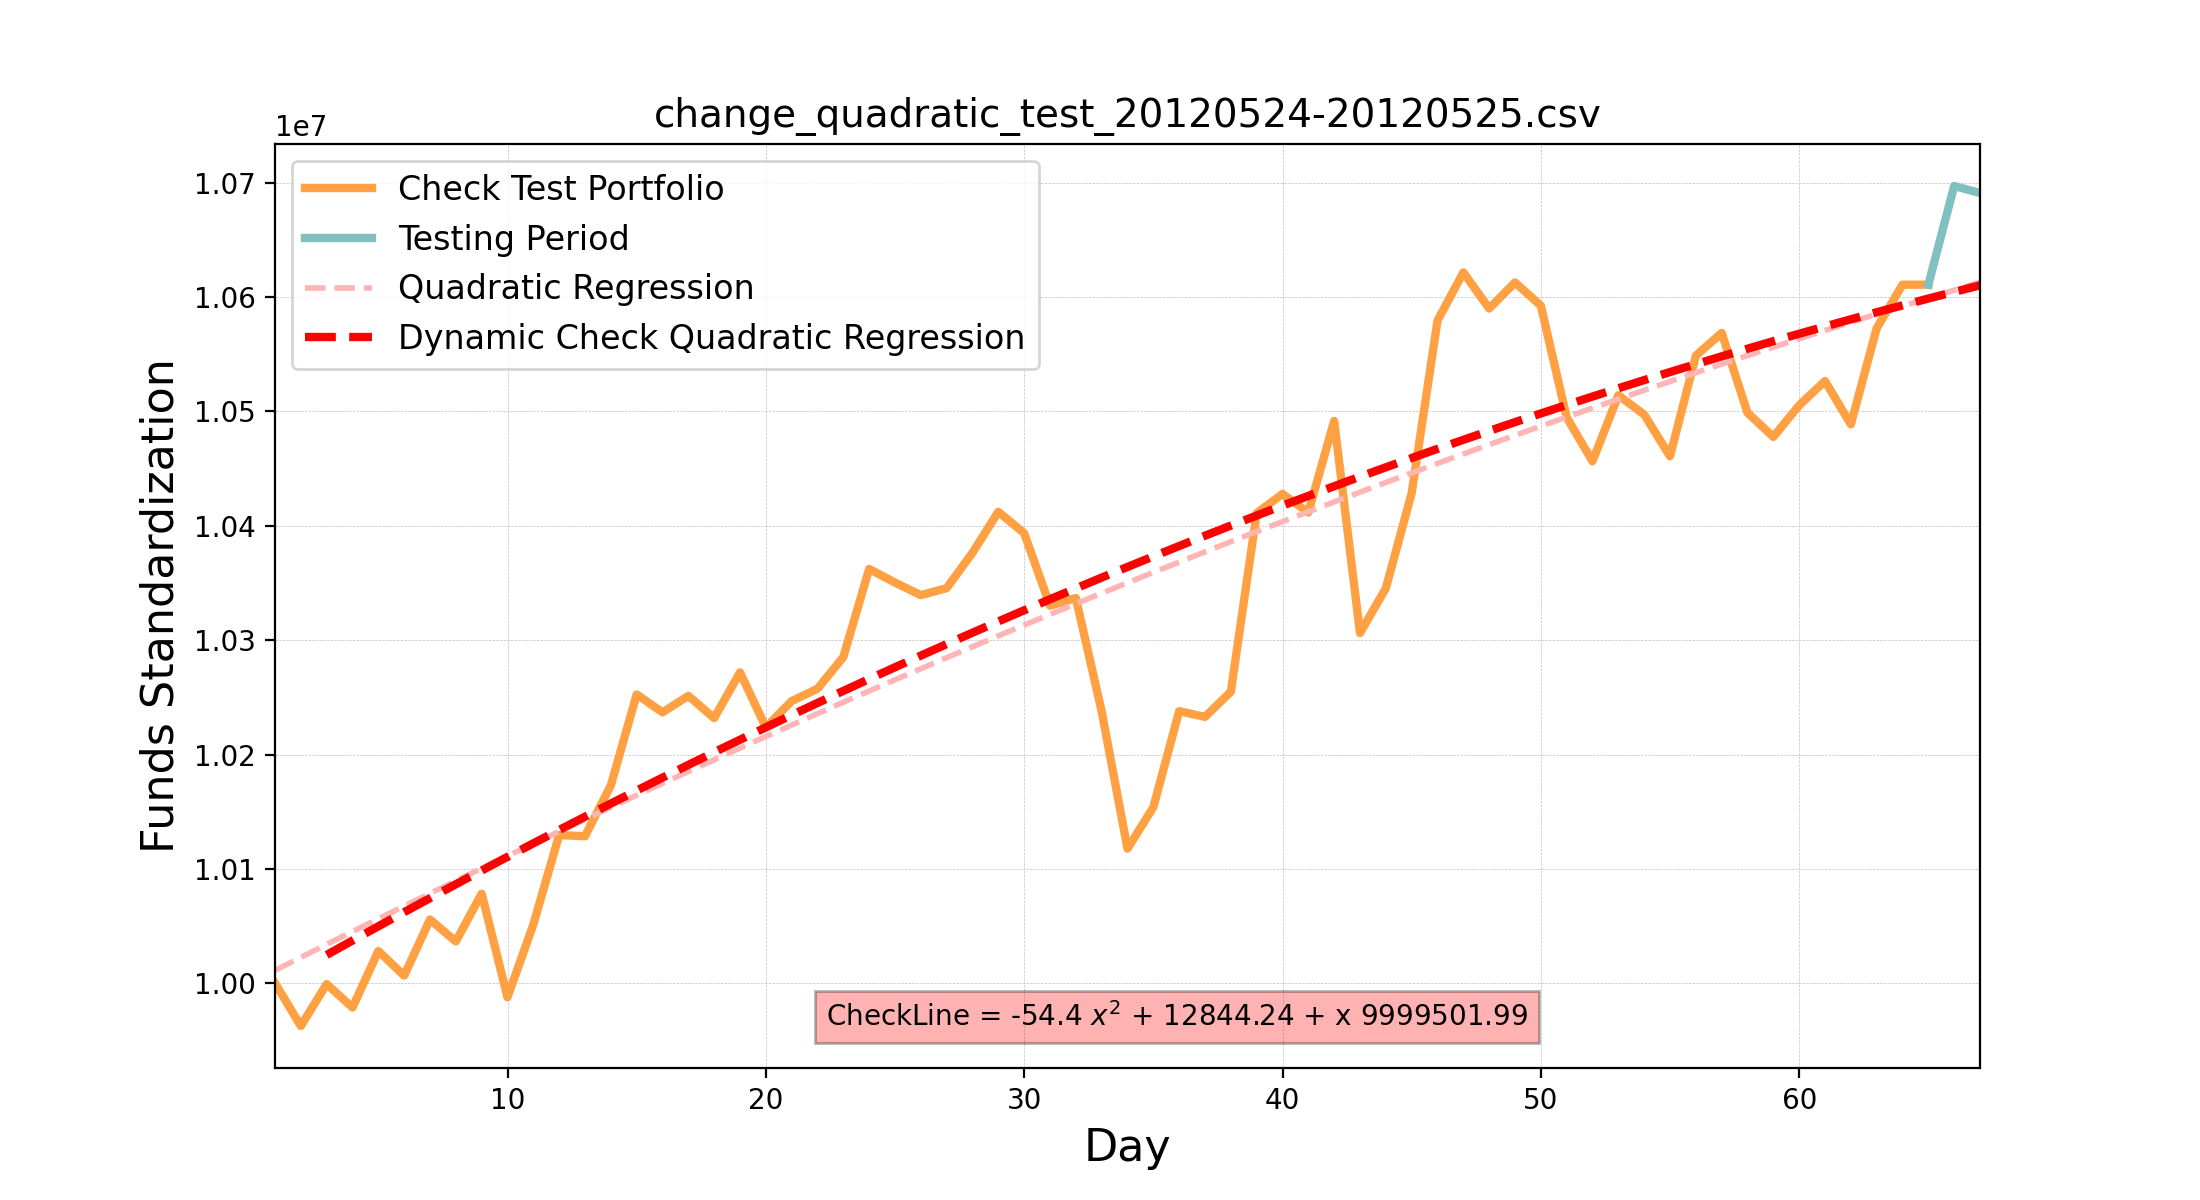 change_quadratic_test_20120524-20120525.csv
1e7
Check Test Portfolio
Testing Period
Quadratic Regression
Dynamic Check Quadratic Regression
1.07
1.06
1.05
1.04
1.03
1.02
1.01
1.00
Funds Standardization
CheckLine = -54.4 x² + 12844.24 + x 9999501.99
10 20 30 40 50 60
Day